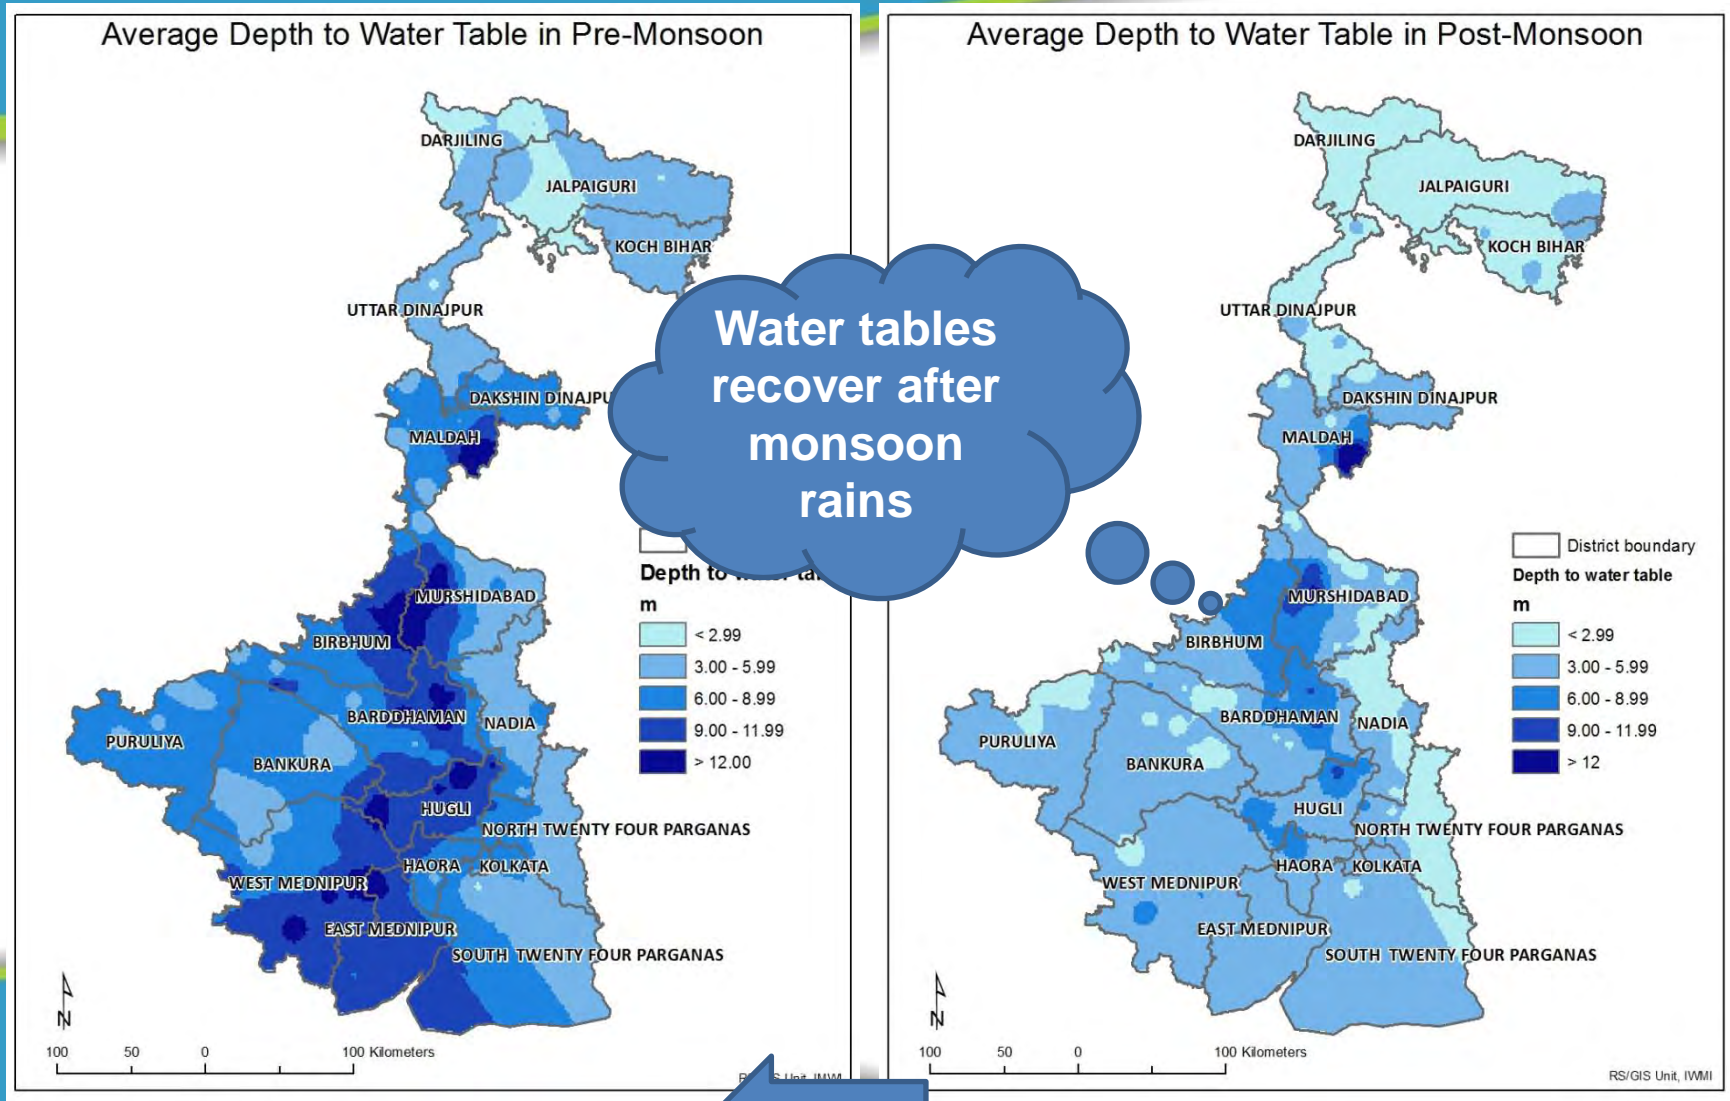 Average Depth to Water Table in Pre-Monsoon
DARJILING
JALPAIGURI
KOCH BIHAR
UTTAR DINAJPUR
DAKSHIN DINAJPU
MALDAH
MURSHIDABAD
BIRBHUM
BARDDHAMAN
NADIA
PURULIYA
BANKURA
HUGLI
NORTH TWENTY FOUR PARGANAS
HAORA
KOLKATA
WEST MEDNIPUR
EAST MEDNIPUR
SOUTH TWENTY FOUR PARGANAS
Depth to water ta
m
< 2.99
3.00 - 5.99
6.00 - 8.99
9.00 - 11.99
> 12.00
N
100 50 0 100 Kilometers
Unit, IWMI
Water tables
recover after
monsoon
rains
Average Depth to Water Table in Post-Monsoon
DARJILING
JALPAIGURI
KOCH BIHAR
UTTAR DINAJPUR
DAKSHIN DINAJPUR
MALDAH
MURSHIDABAD
BIRBHUM
BARDDHAMAN
NADIA
PURULIYA
BANKURA
HUGLI
NORTH TWENTY FOUR PARGANAS
HAORA
KOLKATA
WEST MEDNIPUR
EAST MEDNIPUR
SOUTH TWENTY FOUR PARGANAS
District boundary
Depth to water table
m
< 2.99
3.00 - 5.99
6.00 - 8.99
9.00 - 11.99
> 12
N
100 50 0 100 Kilometers
RS/GIS Unit, IWMI